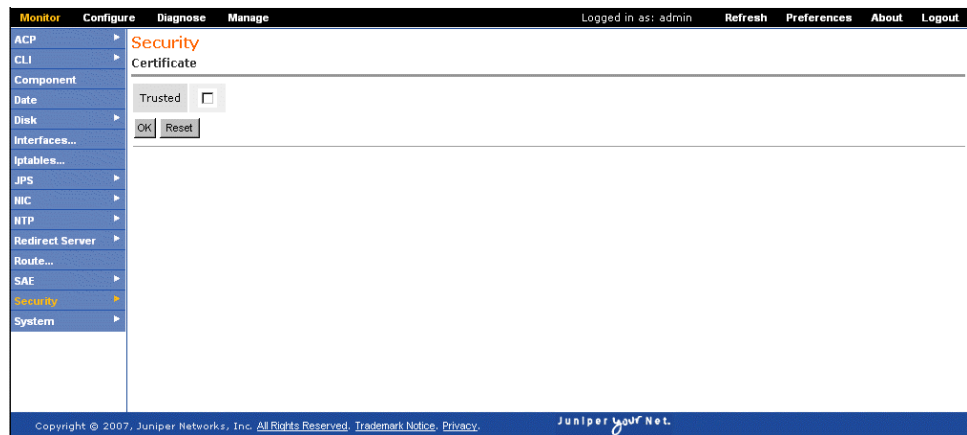 Monitor Configure Diagnose Manage Logged in as: admin Refresh Preferences About Logout
ACP
CLI
Component
Date
Disk
Interfaces...
Iptables...
JPS
NIC
NTP
Redirect Server
Route...
SAE
Security
System
Security
Certificate
Trusted
OK Reset
Copyright © 2007, Juniper Networks, Inc. All Rights Reserved. Trademark Notice. Privacy.
Juniper your Net.